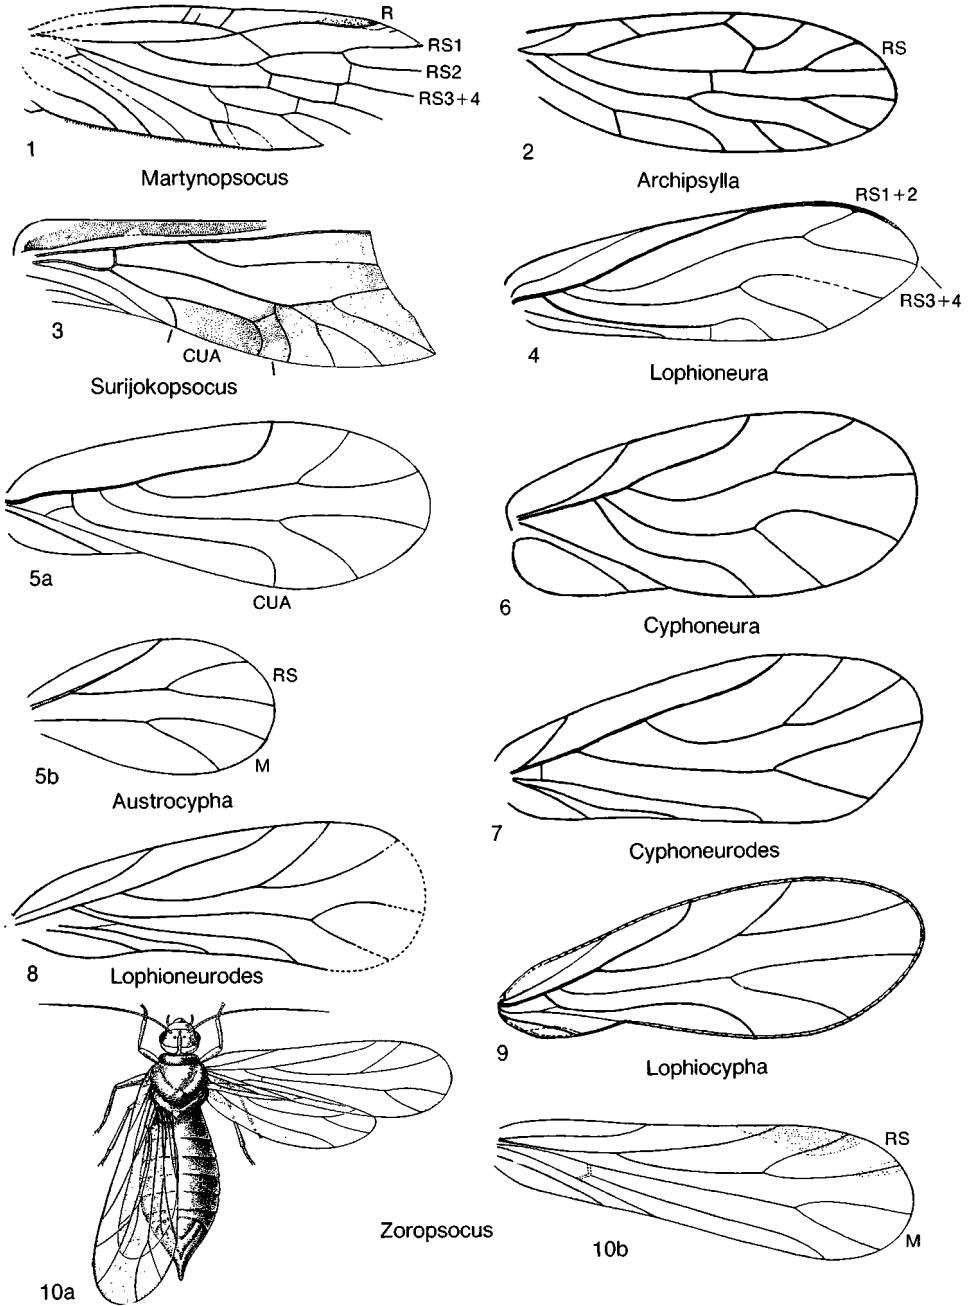 R
RS1
RS2
RS3+4
1
Martynopsocus
RS
2
Archipsylla
3
CUA
Surijokopsocus
RS1+2
RS3+4
4
Lophioneura
5a
CUA
6
Cyphoneura
RS
M
5b
Austrocypha
7
Cyphoneurodes
8
Lophioneurodes
9
Lophiocypha
10a
Zoropsocus
RS
M
10b